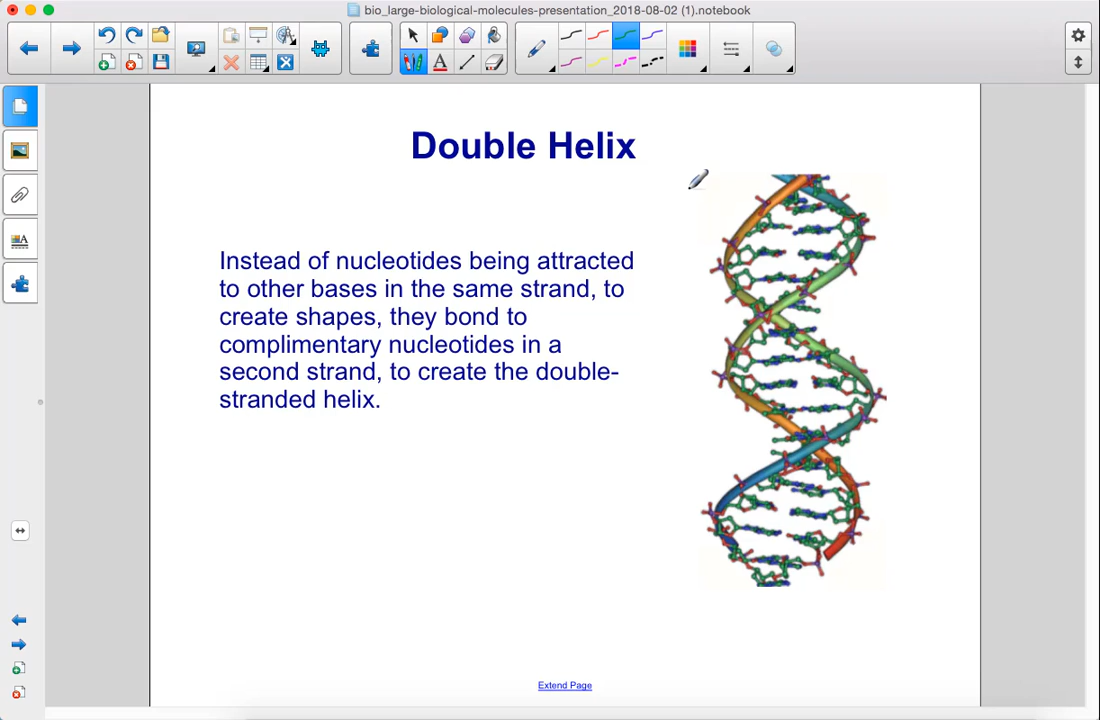 bio_large-biological-molecules-presentation_2018-08-02 (1).notebook
Double Helix
Instead of nucleotides being attracted
to other bases in the same strand, to
create shapes, they bond to
complimentary nucleotides in a
second strand, to create the double-
stranded helix.
Extend Page